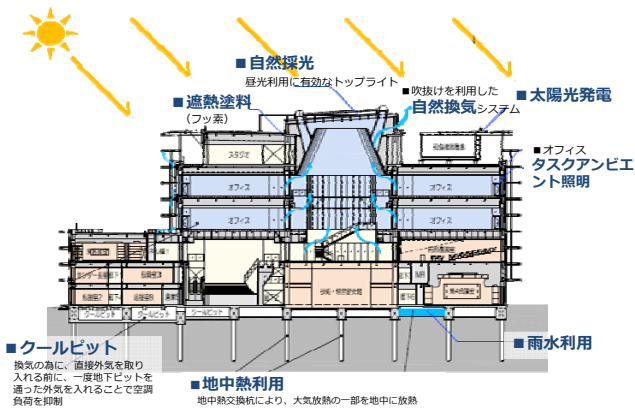 ■自然採光
昼光利用に有効なトップライト
■吹抜けを利用した
自然換気システム
■太陽光発電
■遮熱塗料
(フッ素)
■オフィス
タスクアンビエ
ント照明
スタジオ
オフィス
オフィス
オフィス
オフィス
クールピット
クールピット
クールピット
■クールピット
換気の為に、直接外気を取り
入れる前に、一度地下ピットを
通った外気を入れることで空調
負荷を抑制
■雨水利用
■地中熱利用
地中熱交換杭により、大気放熱の一部を地中に放熱